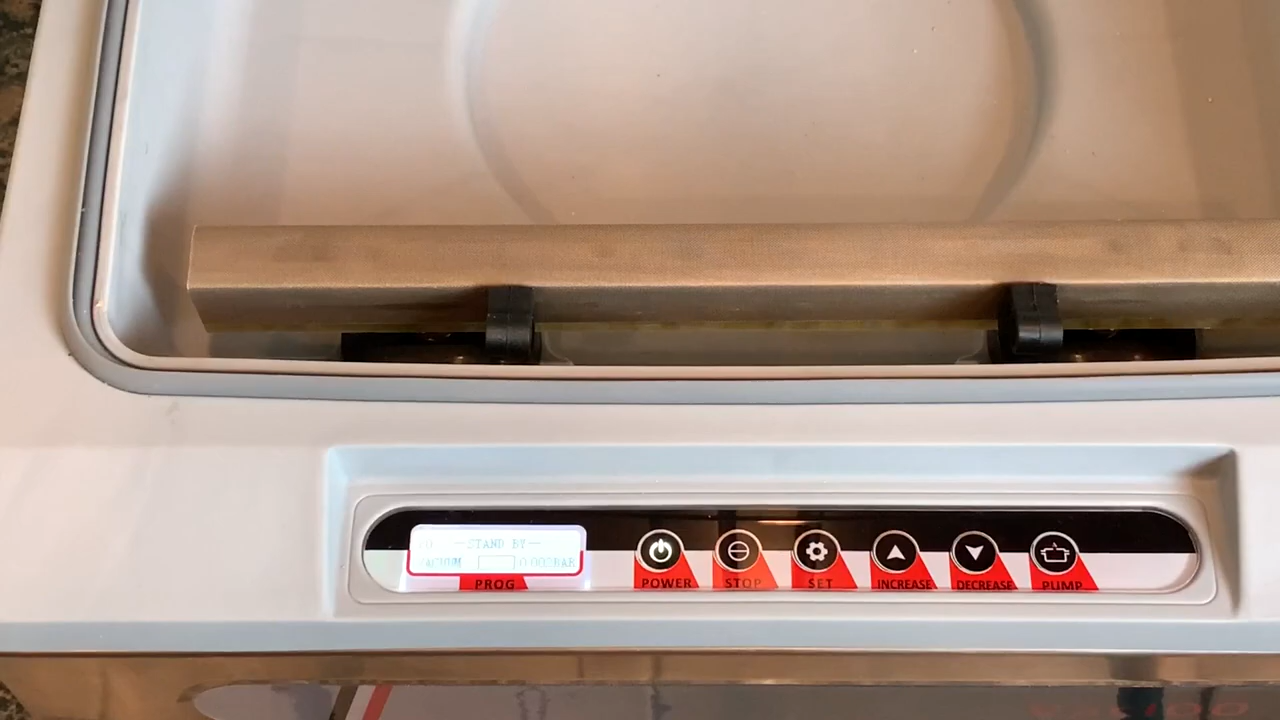 —STAND BY—
VACUUM 0.002BAR
PROG
POWER
STOP
SET
INCREASE
DECREASE
PUMP